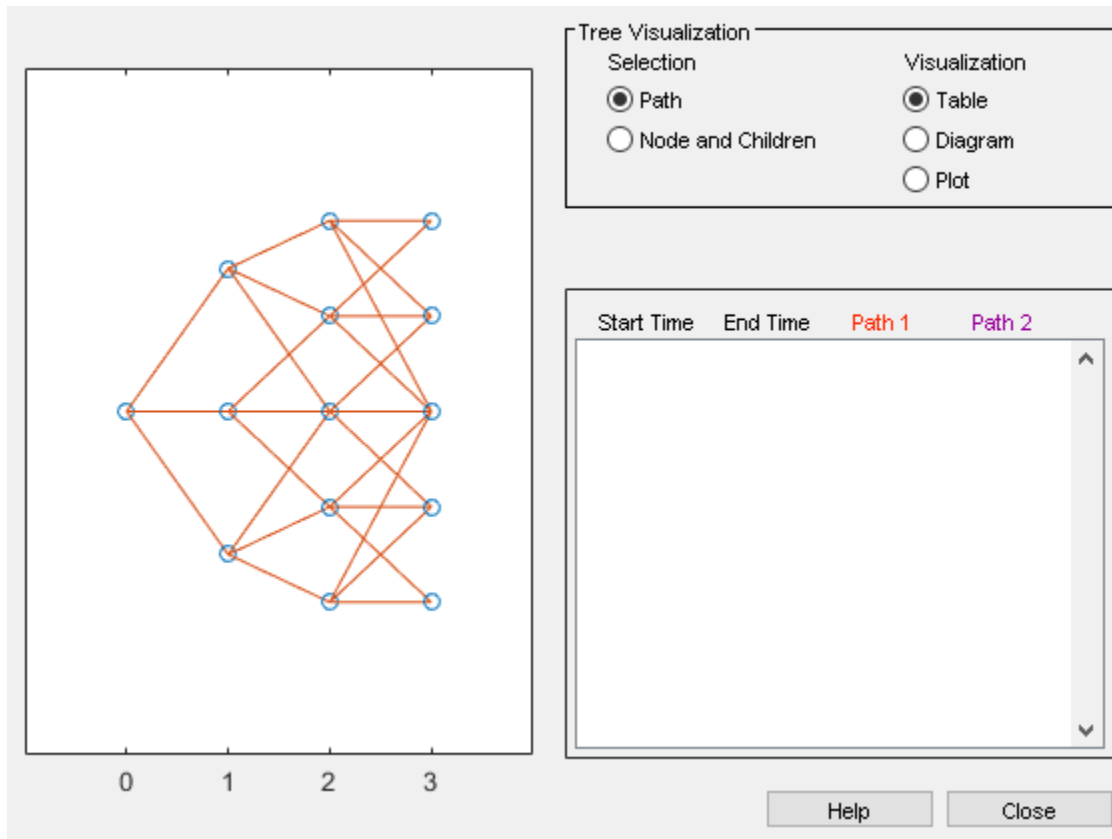 Tree Visualization
Selection
Visualization
Path
Table
Node and Children
Diagram
Plot
Start Time End Time Path 1 Path 2
0 1 2 3
Help Close